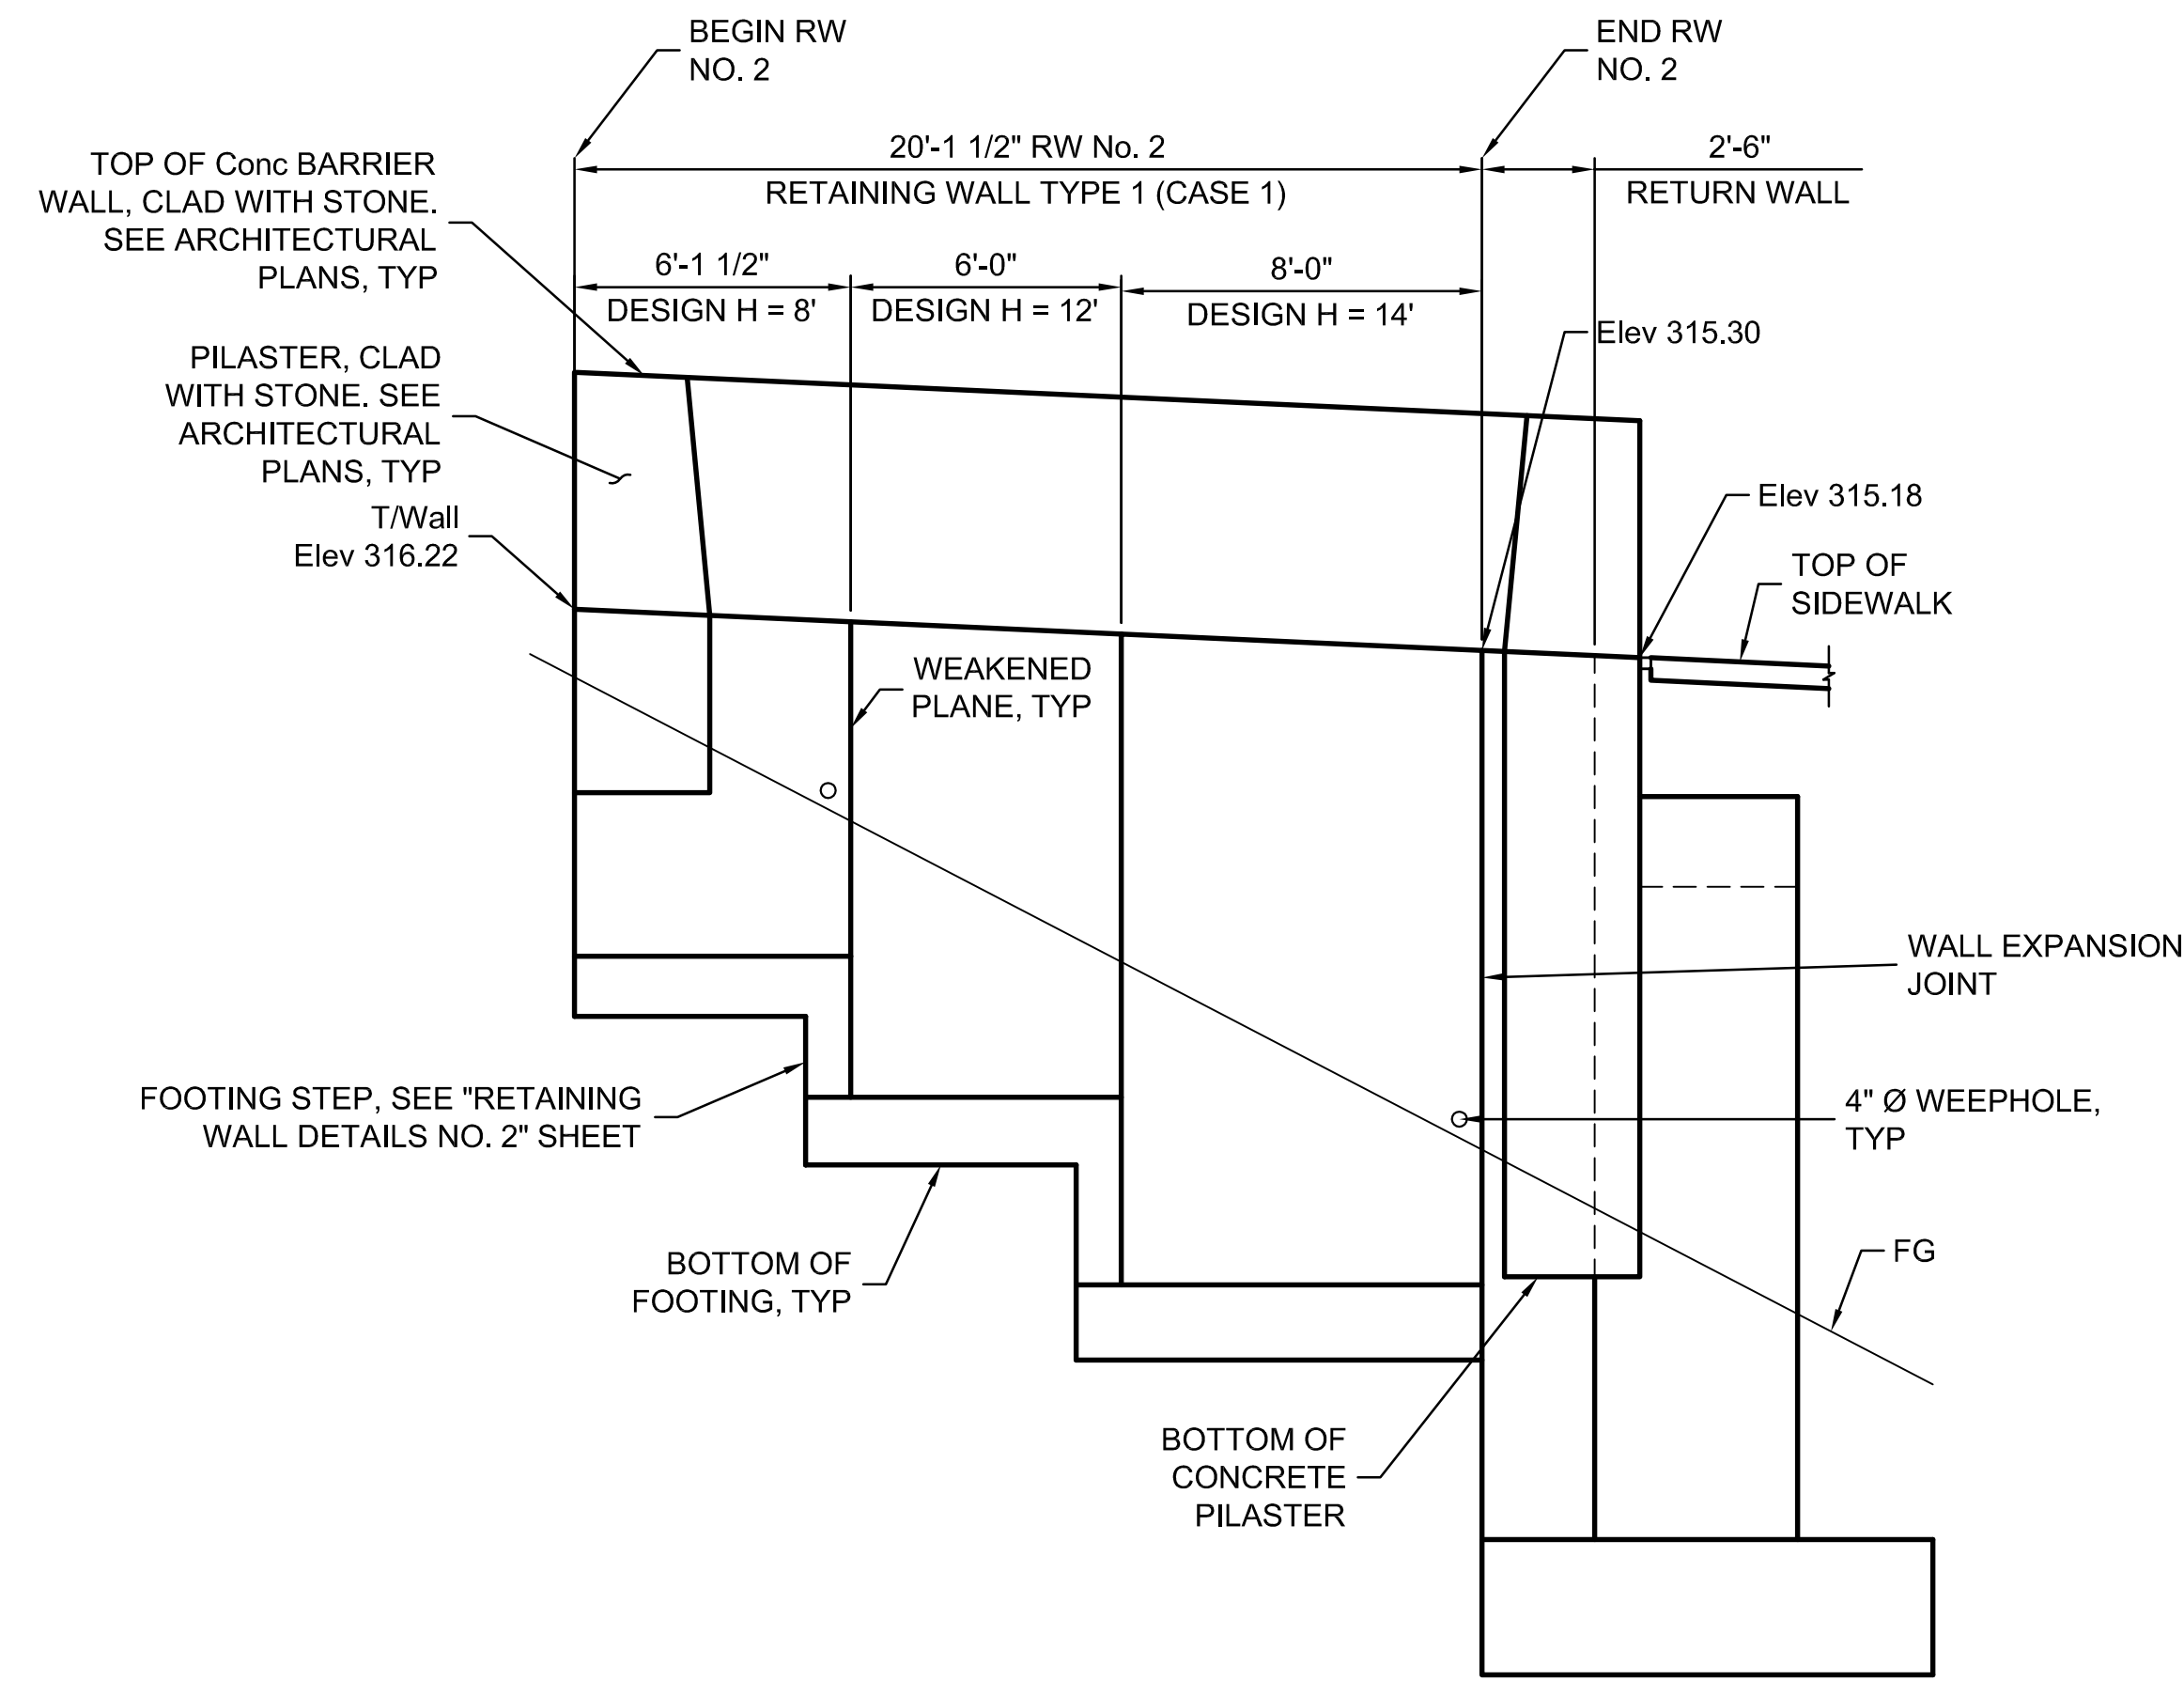 BEGIN RW
NO. 2
END RW
NO. 2
20'-1 1/2" RW No. 2
RETAINING WALL TYPE 1 (CASE 1)
2'-6"
RETURN WALL
TOP OF Conc BARRIER
WALL, CLAD WITH STONE.
SEE ARCHITECTURAL
PLANS, TYP
6'-1 1/2"
DESIGN H = 8'
6'-0"
DESIGN H = 12'
8'-0"
DESIGN H = 14'
Elev 315.30
PILASTER, CLAD
WITH STONE. SEE
ARCHITECTURAL
PLANS, TYP
T/Wall
Elev 316.22
Elev 315.18
TOP OF
SIDEWALK
WEAKENED
PLANE, TYP
WALL EXPANSION
JOINT
FOOTING STEP, SEE "RETAINING
WALL DETAILS NO. 2" SHEET
4" Ø WEEPHOLE,
TYP
BOTTOM OF
FOOTING, TYP
FG
BOTTOM OF
CONCRETE
PILASTER